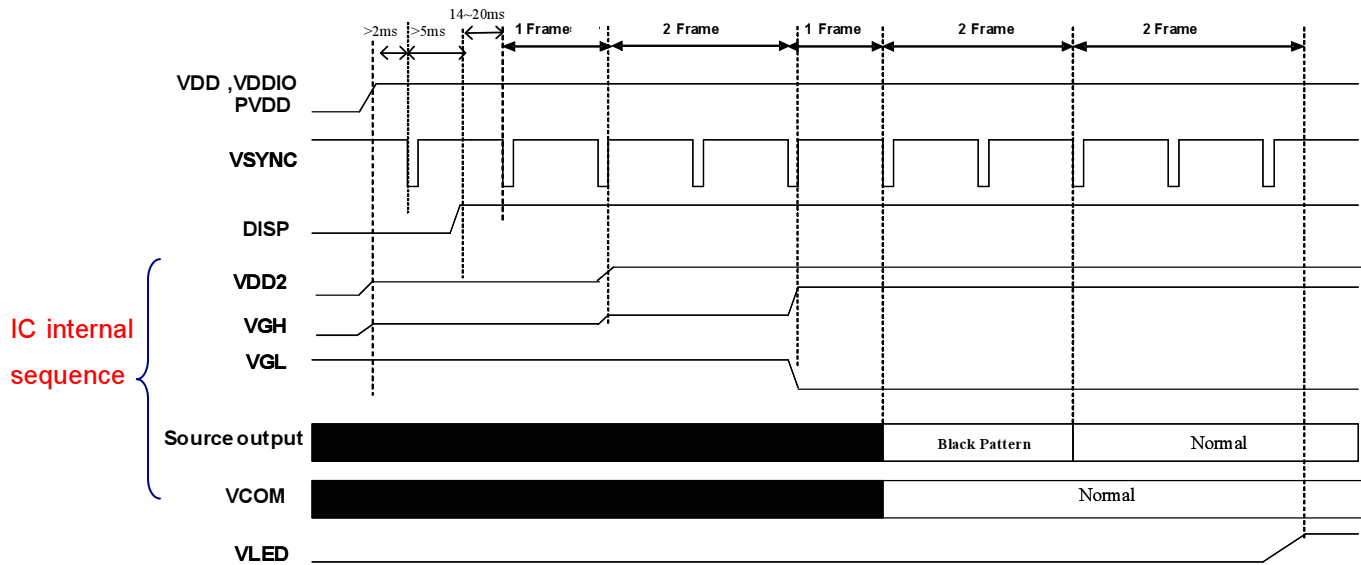 14~20ms
>2ms >5ms 1 Frame 2 Frame 1 Frame 2 Frame 2 Frame
VDD ,VDDIO
PVDD
VSYNC
DISP
VDD2
IC internal
sequence
VGH
VGL
Source output Black Pattern Normal
VCOM Normal
VLED